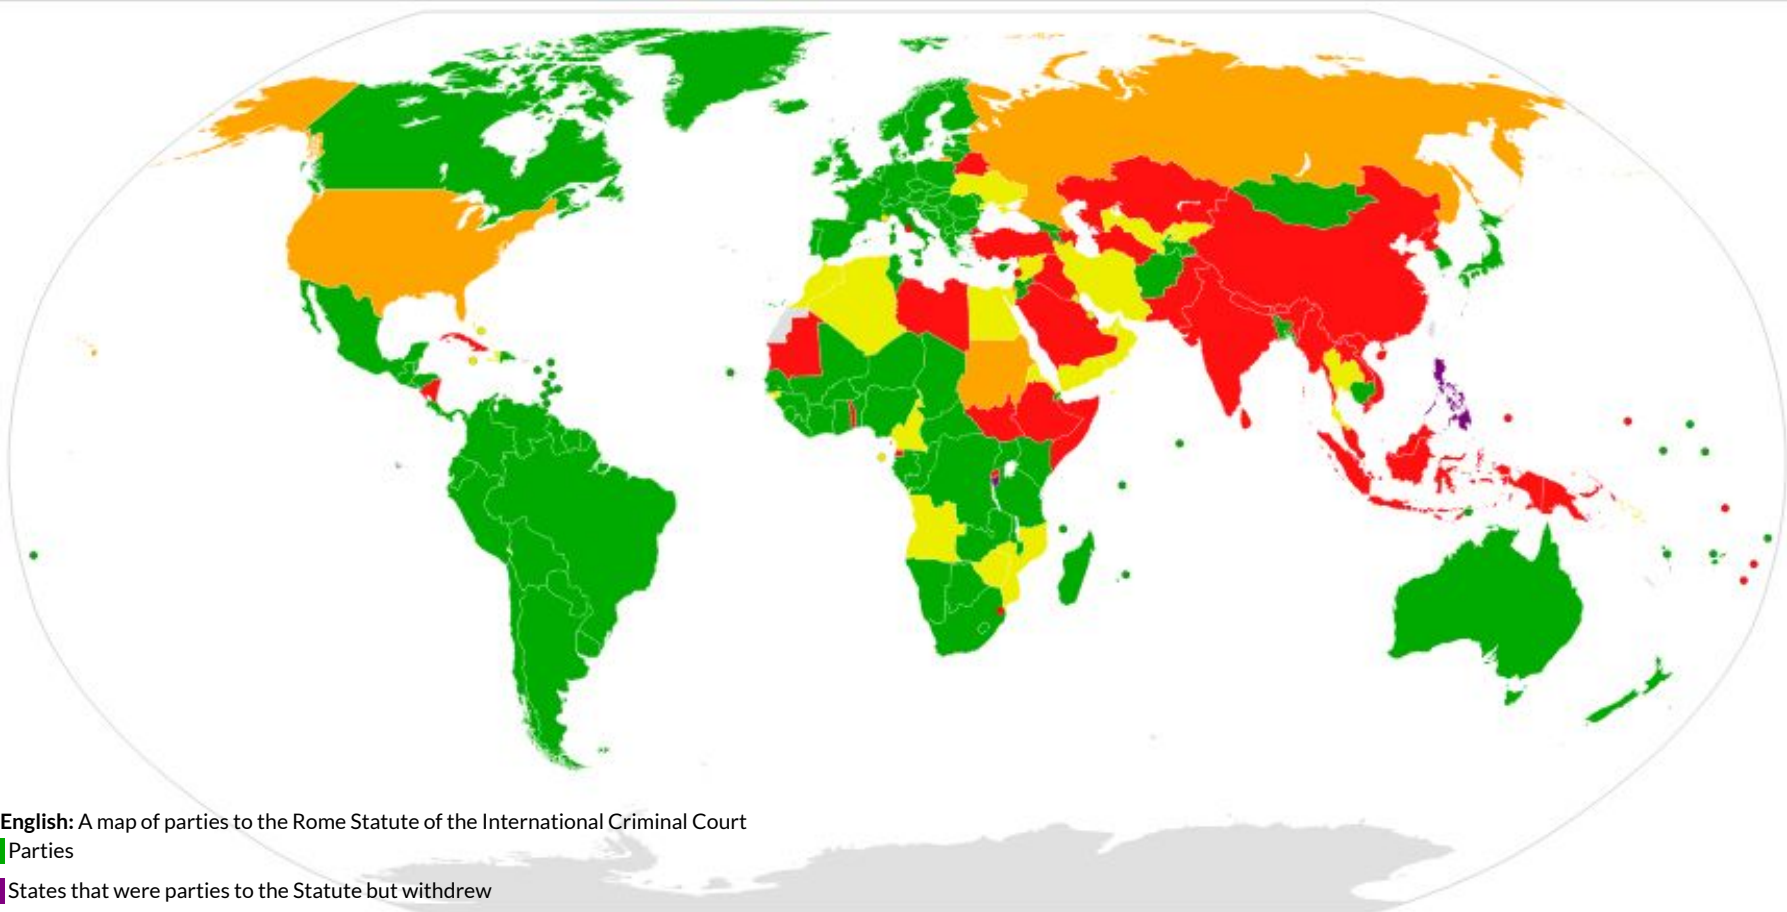 English: A map of parties to the Rome Statute of the International Criminal Court
Parties
States that were parties to the Statute but withdrew